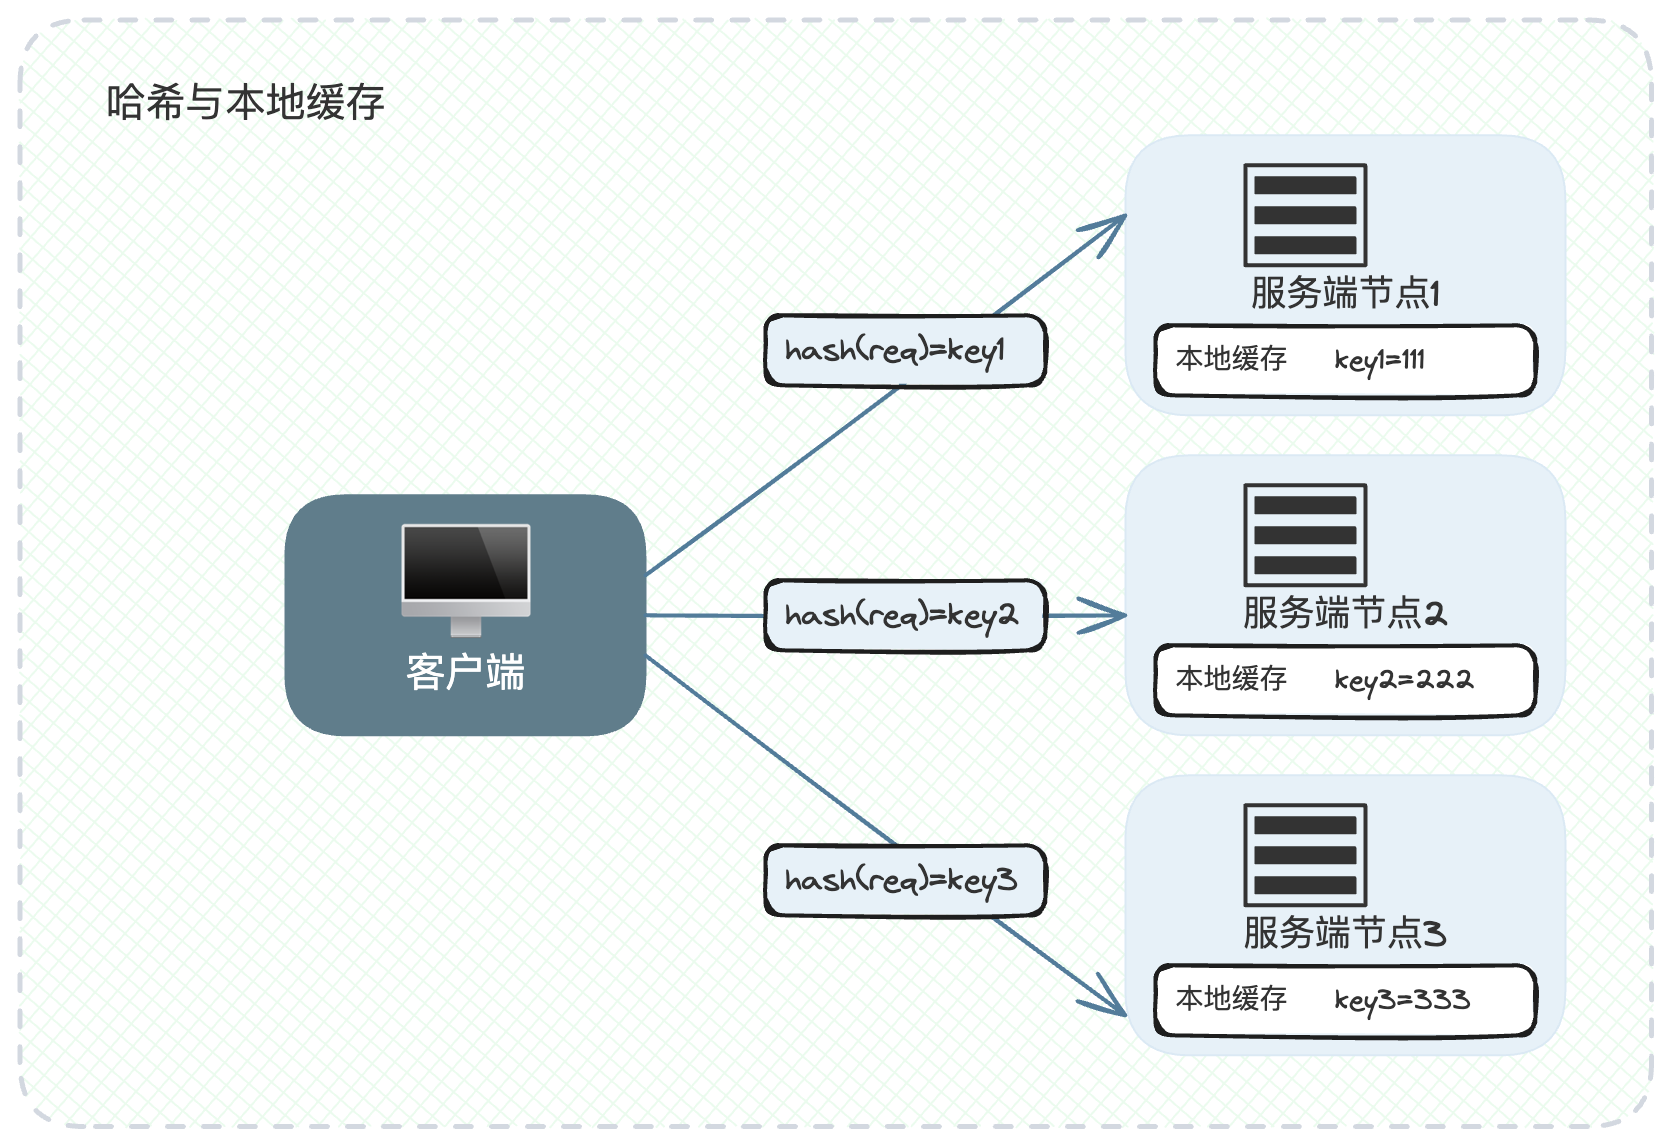 哈希与本地缓存
hash(req)=key1
服务端节点1
本地缓存 key1=111
客户端
hash(req)=key2
服务端节点2
本地缓存 key2=222
hash(req)=key3
服务端节点3
本地缓存 key3=333